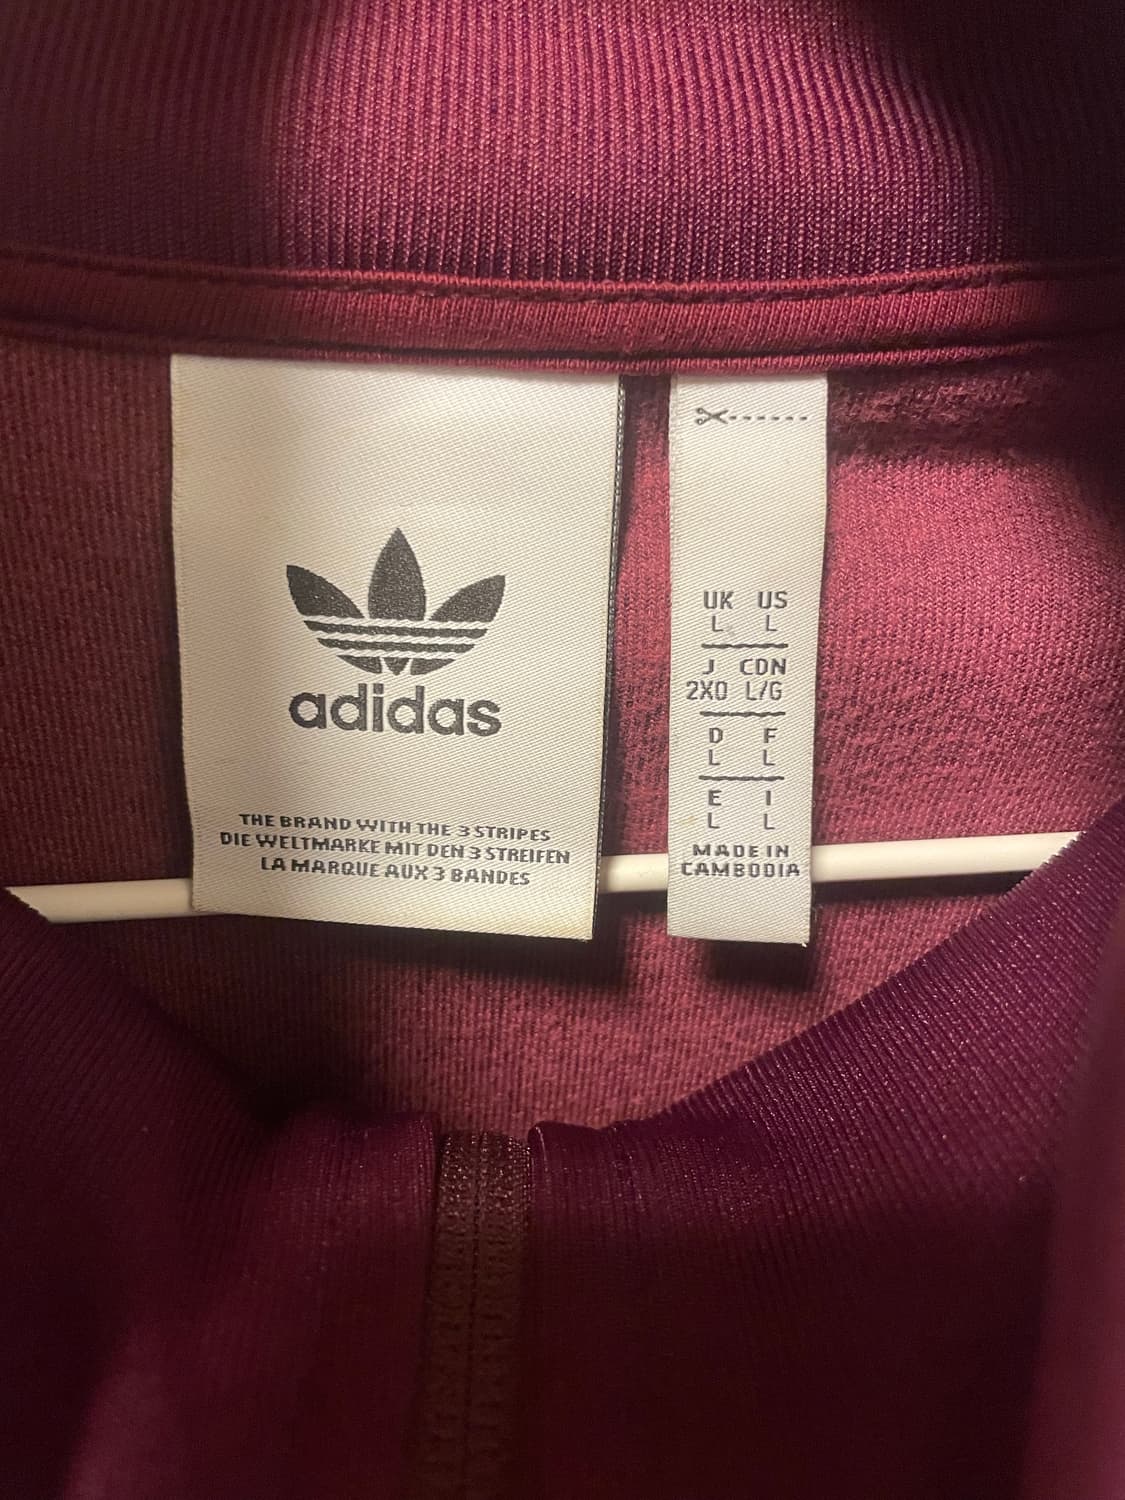 adidas
THE BRAND WITH THE 3 STRIPES
DIE WELTMARKE MIT DEN 3 STREIFEN
LA MARQUE AUX 3 BANDES
UK US
L L
J CDN
2XO L/G
D F
L L
E I
L L
MADE IN
CAMBODIA